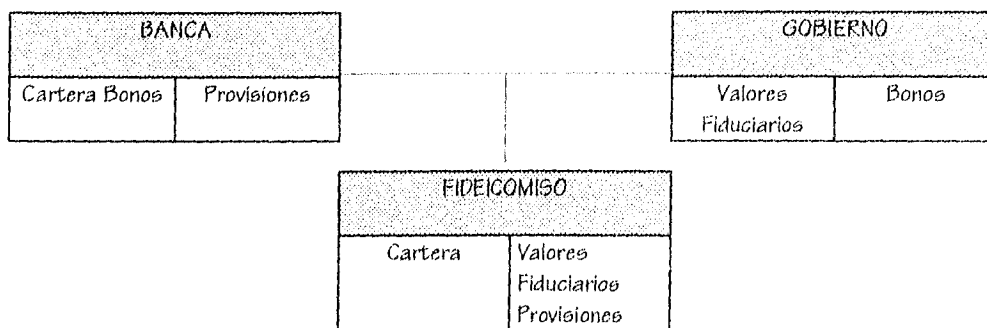 BANCA
Cartera Bonos
Provisiones
GOBIERNO
Valores
Fiduciarios
Bonos
FIDEICOMISO
Cartera
Valores
Fiduciarios
Provisiones